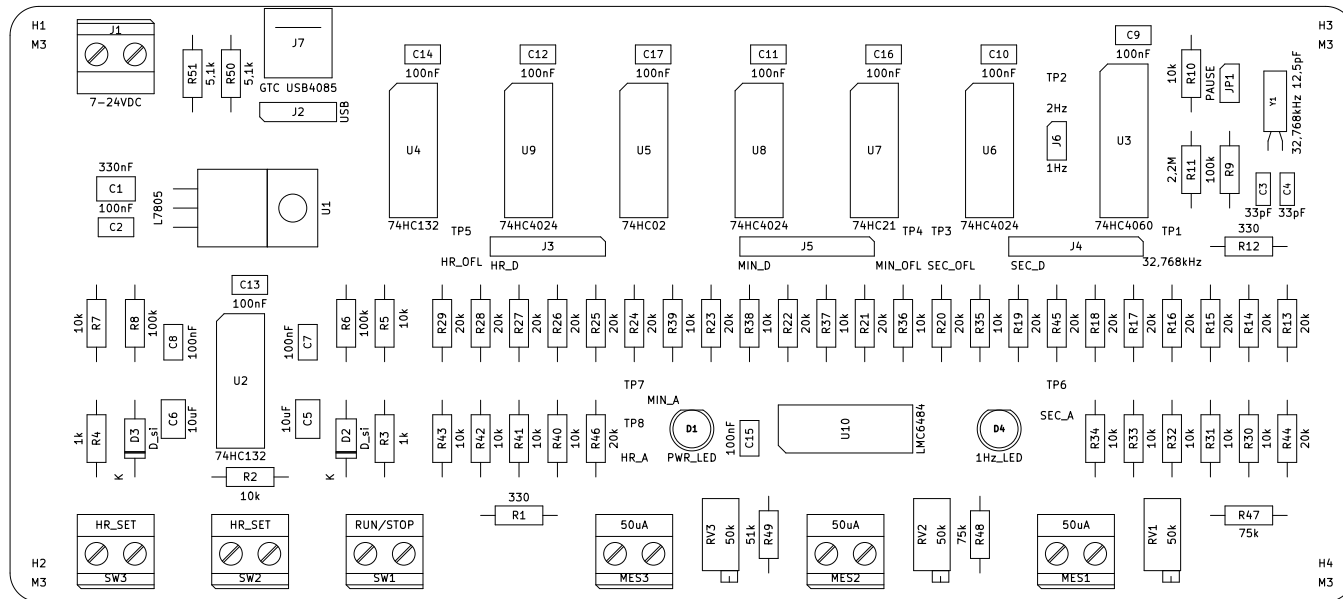 H1
M3
J1
7-24VDC
R51
5,1k
R50
5,1k
J7
GTC USB4085
J2
USB
C14
100nF
C12
100nF
C17
100nF
C11
100nF
C16
100nF
C10
100nF
C9
100nF
TP2
2Hz
J6
1Hz
10k
R10
PAUSE
JP1
Y1
32,768kHz 12,5pF
H3
M3
330nF
C1
100nF
C2
L7805
U1
U4
74HC132
U9
74HC4024
U5
74HC02
U8
74HC4024
U7
74HC21
U6
74HC4024
U3
74HC4060
2,2M
R11
100k
R9
C3
33pF
C4
33pF
TP5
HR_OFL
J3
HR_D
J5
MIN_D
TP4
MIN_OFL
TP3
SEC_OFL
J4
SEC_D
TP1
32,768kHz
330
R12
10k
R7
R8
100k
C8
100nF
C13
100nF
U2
74HC132
100nF
C7
R6
100k
R5
10k
R29
20k
R28
20k
R27
20k
R26
20k
R25
20k
R24
20k
R39
10k
R23
20k
R38
10k
R22
20k
R37
10k
R21
20k
R36
10k
R20
20k
R35
10k
R19
20k
R45
20k
R18
20k
R17
20k
R16
20k
R15
20k
R14
20k
R13
20k
1k
R4
D3
D_si
K
C6
10uF
10uF
C5
D2
D_si
K
R3
1k
R2
10k
R43
10k
R42
10k
R41
10k
R40
10k
R46
20k
TP7
MIN_A
TP8
HR_A
D1
PWR_LED
100nF
C15
U10
LMC6484
D4
1Hz_LED
TP6
SEC_A
R34
10k
R33
10k
R32
10k
R31
10k
R30
10k
R44
20k
H2
M3
HR_SET
SW3
HR_SET
SW2
RUN/STOP
SW1
330
R1
50uA
MES3
RV3
50k
51k
R49
50uA
MES2
RV2
50k
75k
R48
50uA
MES1
RV1
50k
R47
75k
H4
M3